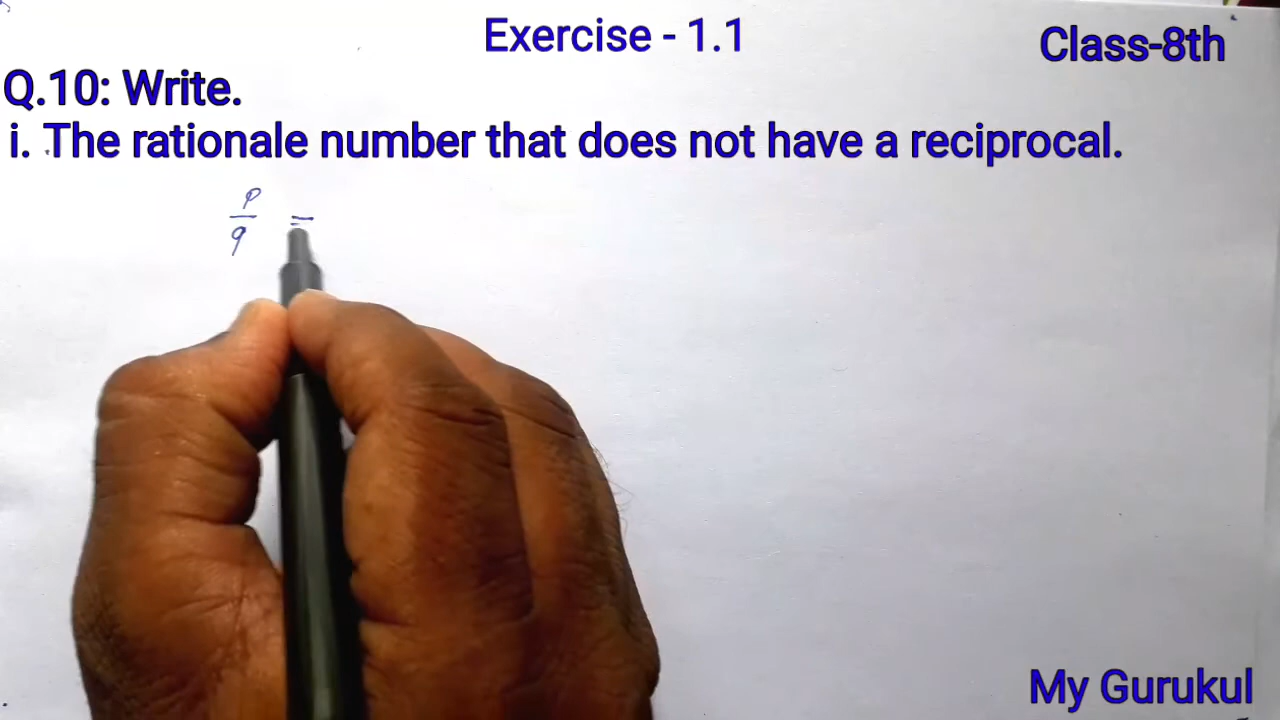 Exercise - 1.1
Class-8th
Q.10: Write.
i. The rationale number that does not have a reciprocal.
p
q =
My Gurukul